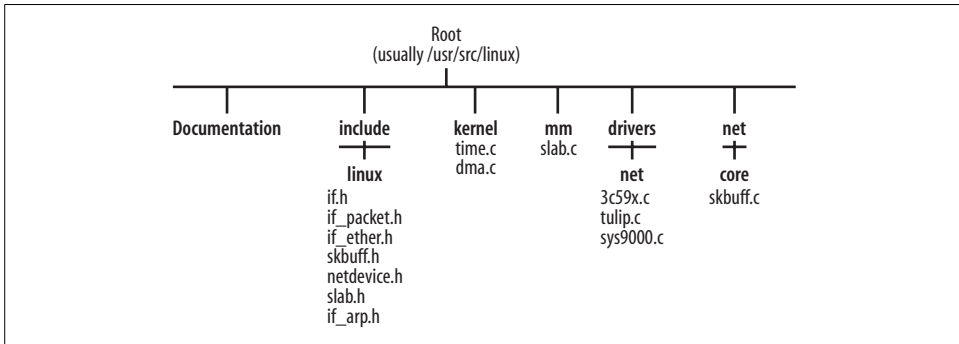 Root
(usually /usr/src/linux)
Documentation
include
linux
if.h
if_packet.h
if_ether.h
skbuff.h
netdevice.h
slab.h
if_arp.h
kernel
time.c
dma.c
mm
slab.c
drivers
net
3c59x.c
tulip.c
sys9000.c
net
core
skbuff.c